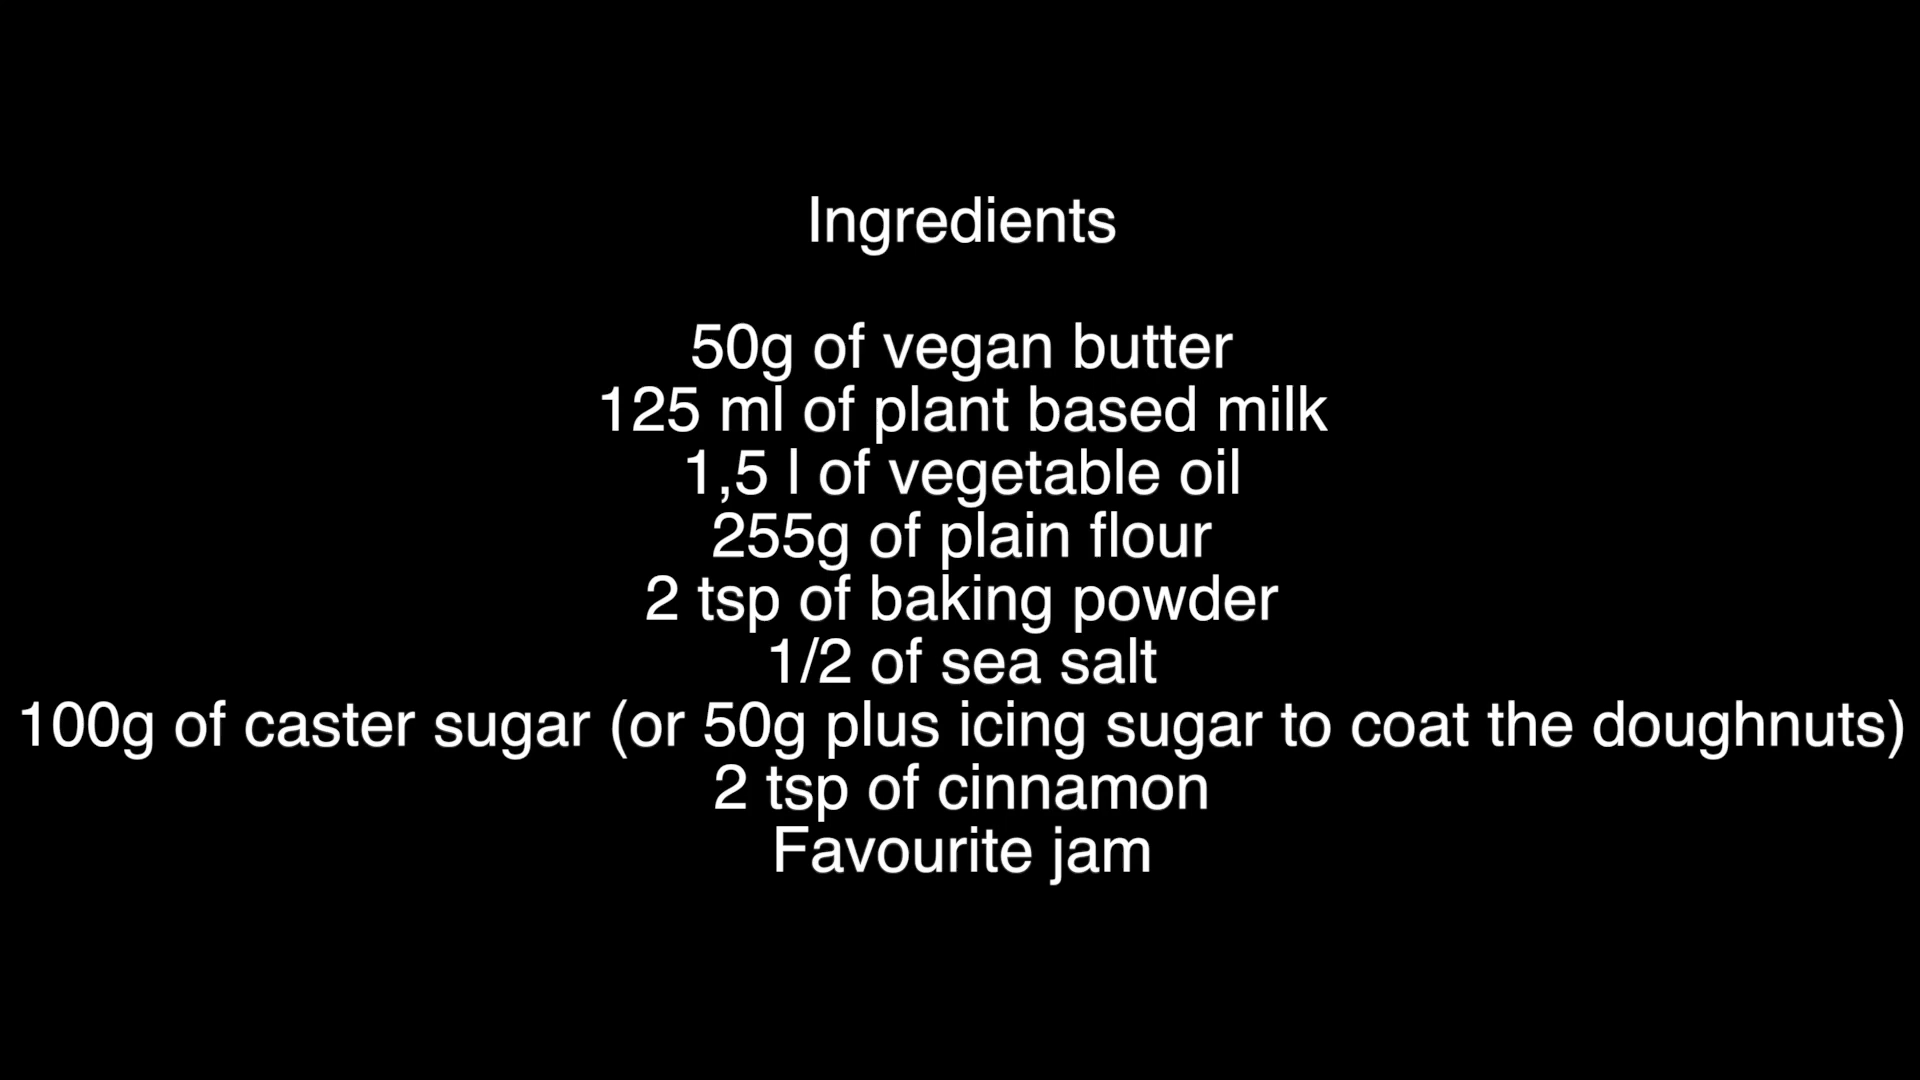 Ingredients
50g of vegan butter
125 ml of plant based milk
1,5 l of vegetable oil
255g of plain flour
2 tsp of baking powder
1/2 of sea salt
100g of caster sugar (or 50g plus icing sugar to coat the doughnuts)
2 tsp of cinnamon
Favourite jam